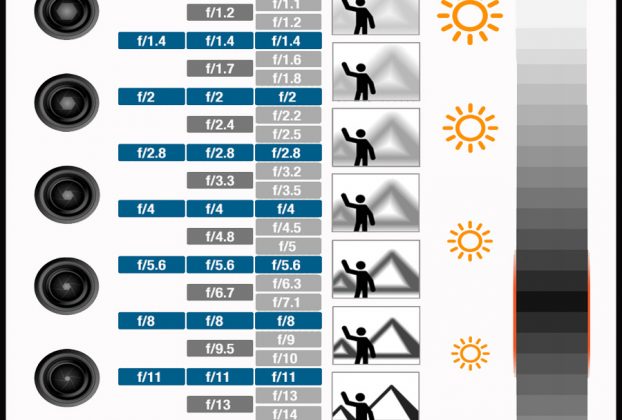 f/1.1
f/1.2
f/1.2
f/1.4 f/1.4 f/1.4
f/1.6
f/1.7
f/1.8
f/2 f/2 f/2
f/2.2
f/2.4
f/2.5
f/2.8 f/2.8 f/2.8
f/3.2
f/3.3
f/3.5
f/4 f/4 f/4
f/4.5
f/4.8
f/5
f/5.6 f/5.6 f/5.6
f/6.3
f/6.7
f/7.1
f/8 f/8 f/8
f/9
f/9.5
f/10
f/11 f/11 f/11
f/13
f/13
f/14